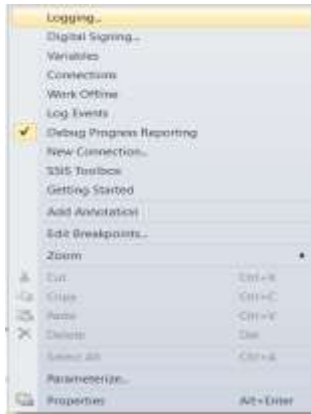 Logging...
Digital Signing...
Variables
Connections
Work Offline
Log Events
Debug Progress Reporting
New Connection...
SSIS Toolbox
Getting Started
Add Annotation
Edit Breakpoints...
Zoom
Cut Ctrl+X
Copy Ctrl+C
Paste Ctrl+V
Delete Del
Select All Ctrl+A
Parameterize...
Properties Alt+Enter